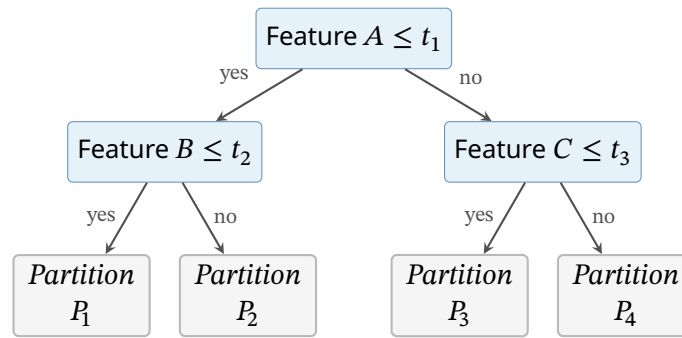 Feature A ≤ t₁
yes
no
Feature B ≤ t₂
Feature C ≤ t₃
yes
no
yes
no
Partition
P₁
Partition
P₂
Partition
P₃
Partition
P₄